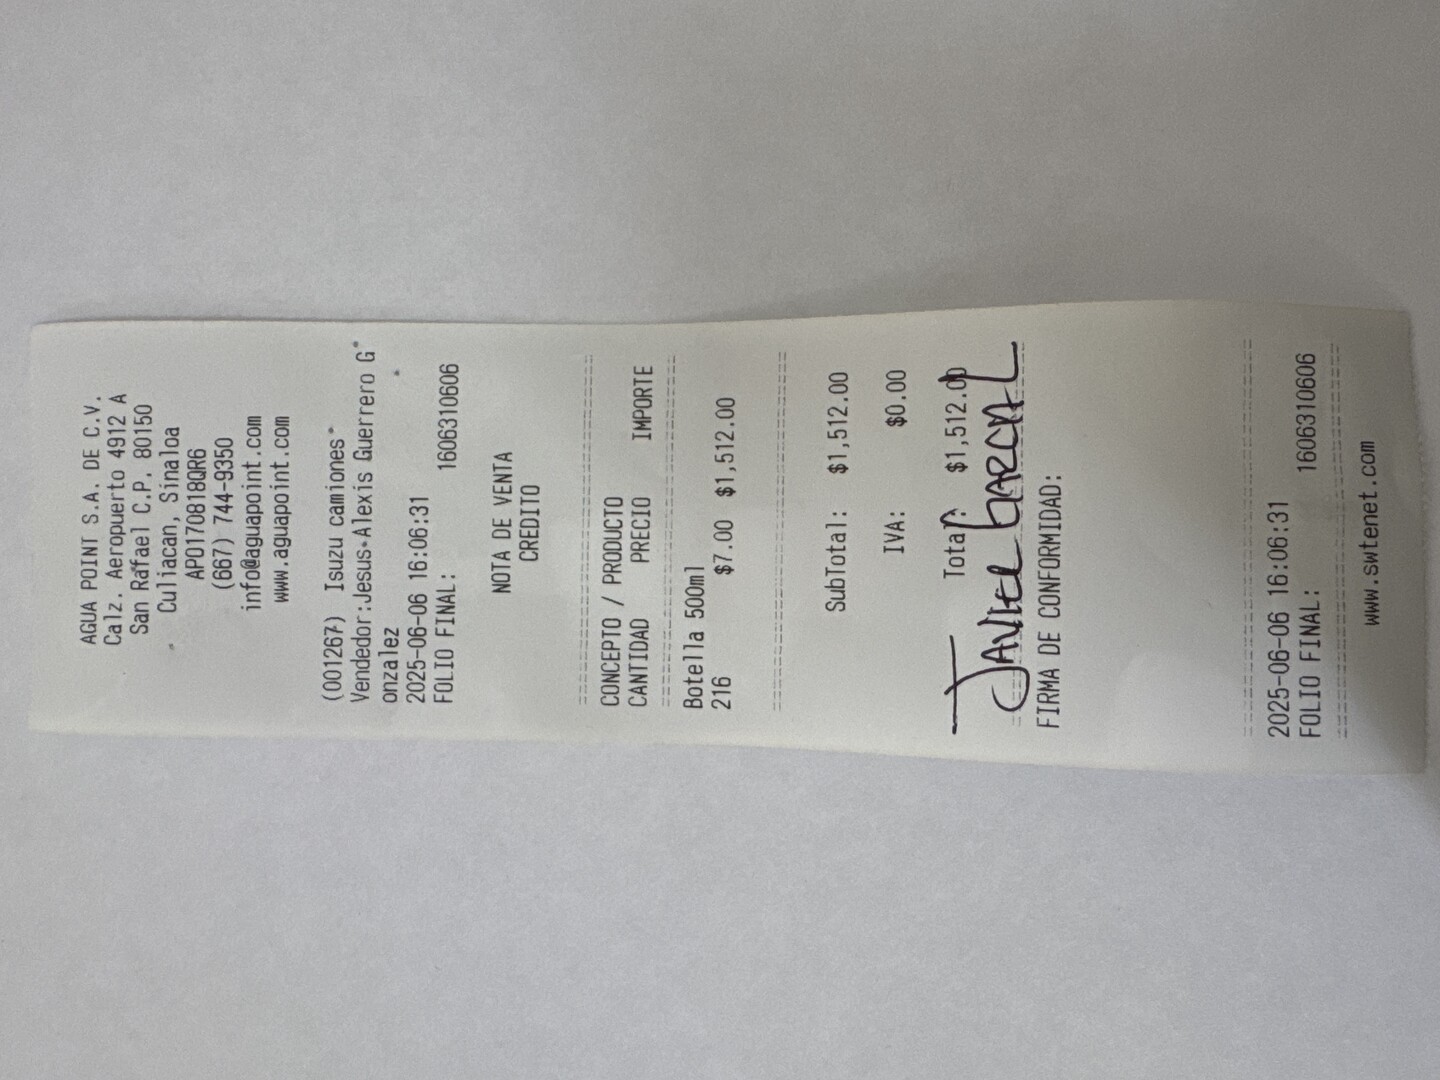 AGUA POINT S.A. DE C.V.
Calz. Aeropuerto 4912 A
San Rafael C.P. 80150
Culiacan, Sinaloa
APO170818QR6
(667) 744-9350
info@aguapoint.com
www.aguapoint.com
(001267) Isuzu camiones
Vendedor:Jesus Alexis Guerrero G
onzalez
2025-06-06 16:06:31
FOLIO FINAL: 1606310606
NOTA DE VENTA
CREDITO
CONCEPTO / PRODUCTO
CANTIDAD PRECIO IMPORTE
Botella 500ml
216 $7.00 $1,512.00
SubTotal: $1,512.00
IVA: $0.00
Total: $1,512.00
JAVIER GARCIA L
FIRMA DE CONFORMIDAD:
2025-06-06 16:06:31
FOLIO FINAL: 1606310606
www.swtenet.com